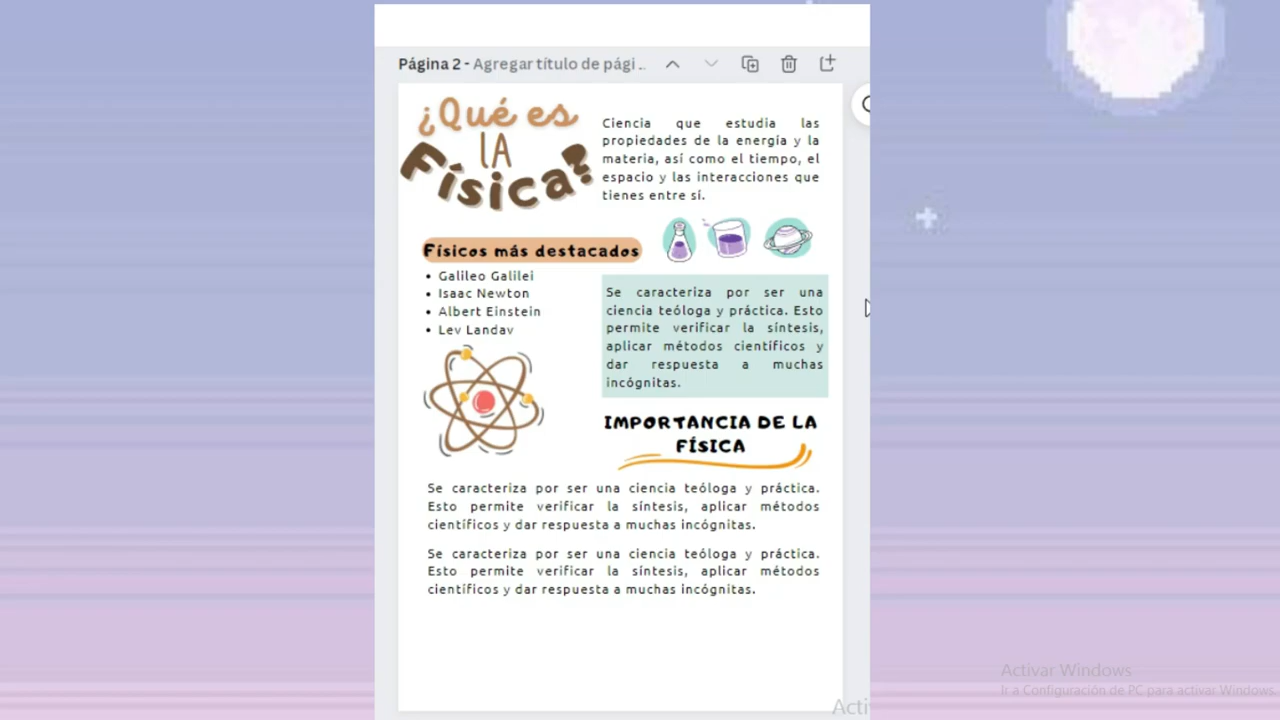 Página 2 - Agregar título de pági ..
¿Qué es
lA
Física?
Ciencia que estudia las
propiedades de la energía y la
materia, así como el tiempo, el
espacio y las interacciones que
tienes entre sí.
Físicos más destacados
• Galileo Galilei
• Isaac Newton
• Albert Einstein
• Lev Landav
Se caracteriza por ser una
ciencia teóloga y práctica. Esto
permite verificar la síntesis,
aplicar métodos científicos y
dar respuesta a muchas
incógnitas.
IMPORTANCIA DE LA
FÍSICA
Se caracteriza por ser una ciencia teóloga y práctica.
Esto permite verificar la síntesis, aplicar métodos
científicos y dar respuesta a muchas incógnitas.
Se caracteriza por ser una ciencia teóloga y práctica.
Esto permite verificar la síntesis, aplicar métodos
científicos y dar respuesta a muchas incógnitas.
Activar Windows
Ir a Configuración de PC para activar Windows.
Acti